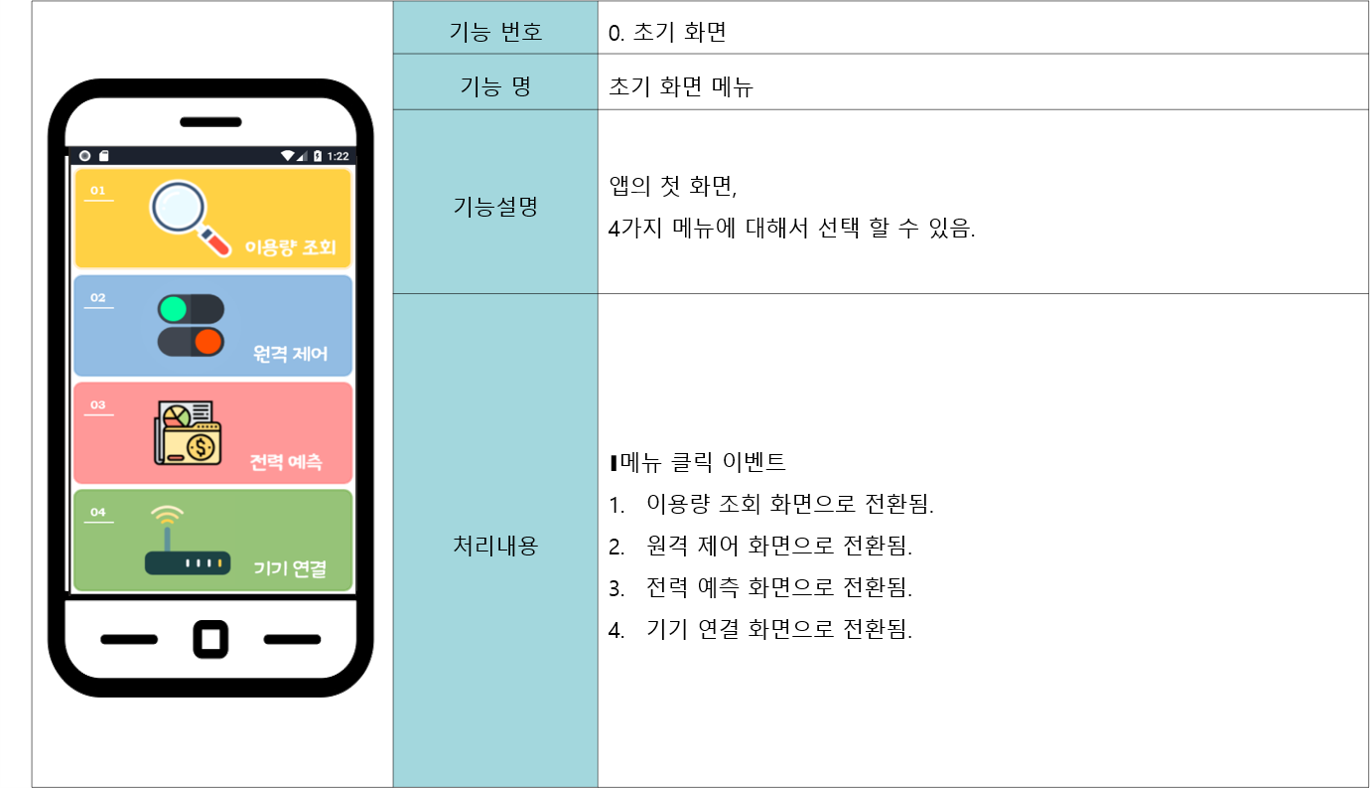 1:22
01
이용량 조회
02
원격 제어
03
전력 예측
04
기기 연결
기능 번호
0. 초기 화면
기능 명
초기 화면 메뉴
기능설명
앱의 첫 화면,
4가지 메뉴에 대해서 선택 할 수 있음.
처리내용
▮메뉴 클릭 이벤트
1. 이용량 조회 화면으로 전환됨.
2. 원격 제어 화면으로 전환됨.
3. 전력 예측 화면으로 전환됨.
4. 기기 연결 화면으로 전환됨.